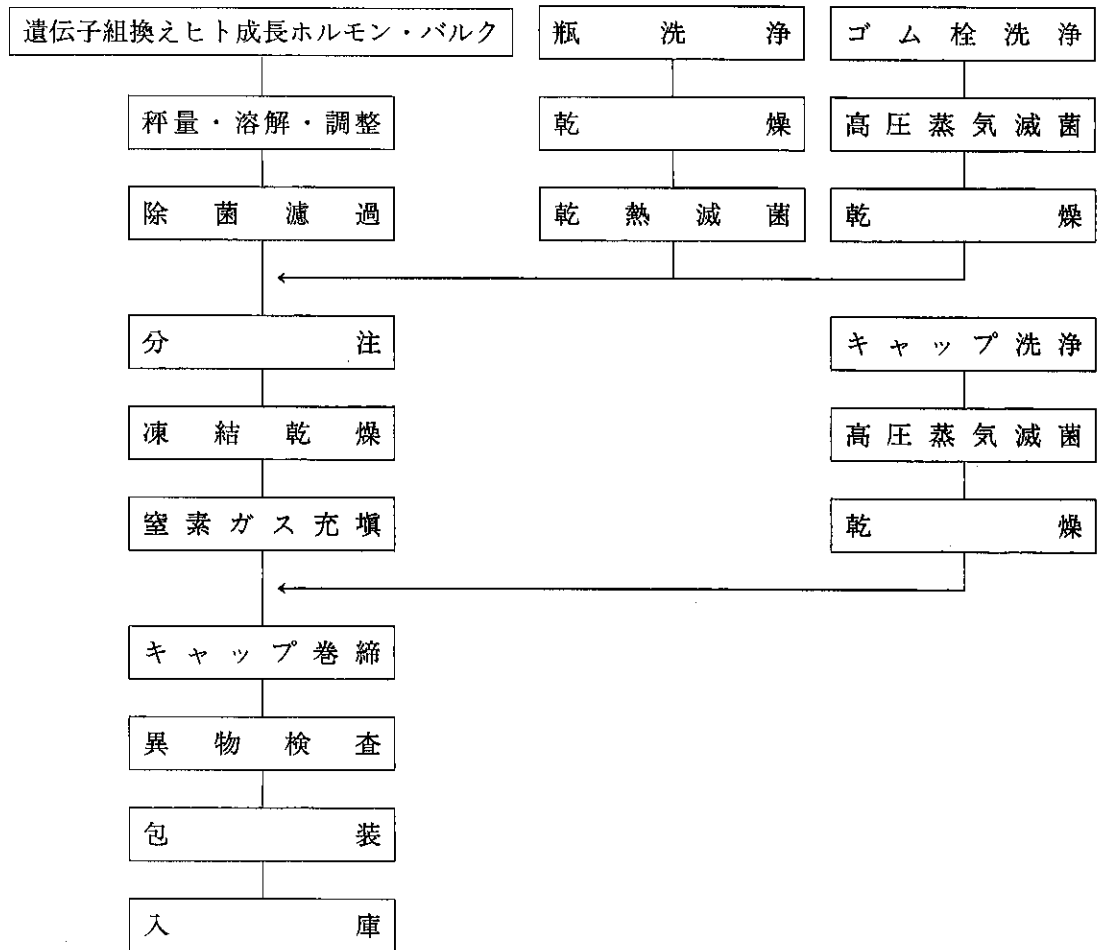 遺伝子組換えヒト成長ホルモン・バルク
瓶洗浄
ゴム栓洗浄
秤量・溶解・調整
乾燥
高圧蒸気滅菌
除菌濾過
乾熱滅菌
乾燥
分注
キャップ洗浄
凍結乾燥
高圧蒸気滅菌
窒素ガス充塡
乾燥
キャップ巻締
異物検査
包装
入庫